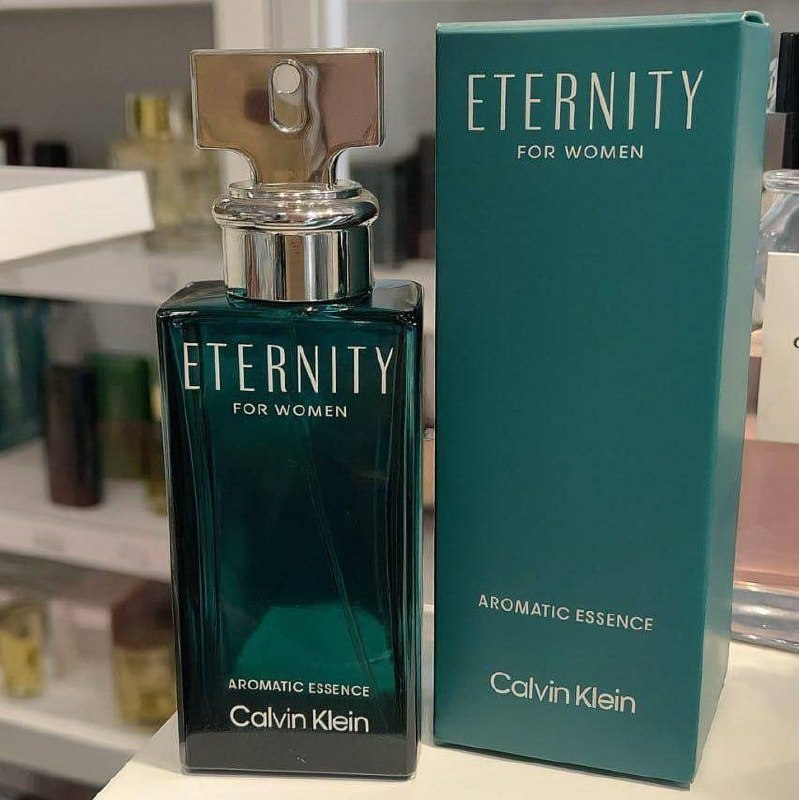 ETERNITY
FOR WOMEN
AROMATIC ESSENCE
Calvin Klein
ETERNITY
FOR WOMEN
AROMATIC ESSENCE
Calvin Klein